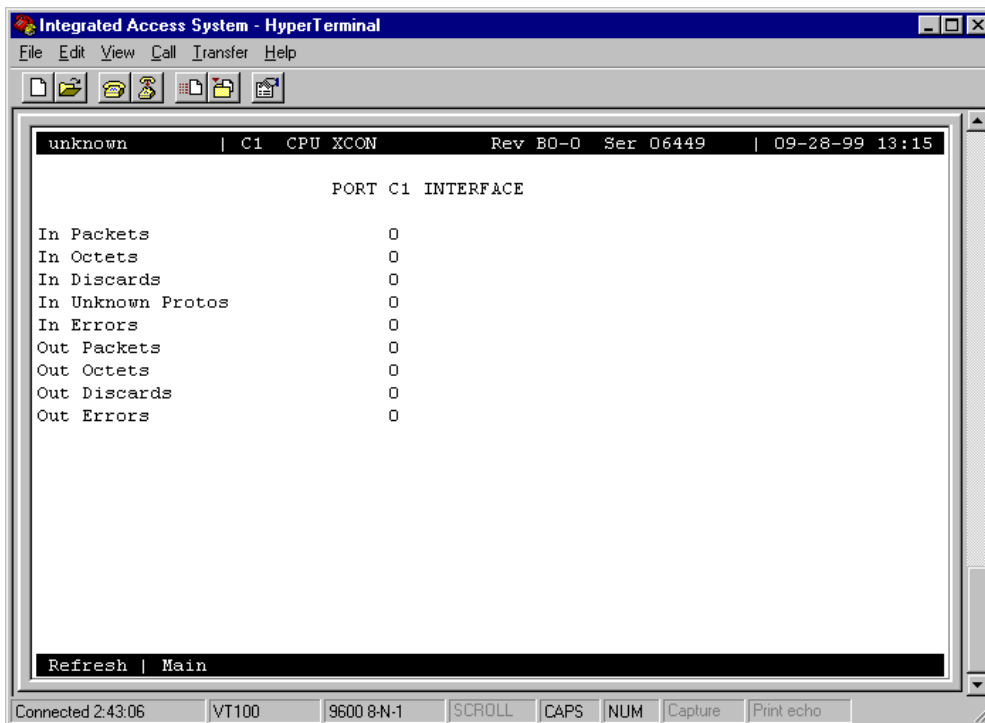 Integrated Access System - HyperTerminal
File Edit View Call Transfer Help
unknown | C1 CPU XCON Rev B0-0 Ser 06449 | 09-28-99 13:15
PORT C1 INTERFACE
In Packets 0
In Octets 0
In Discards 0
In Unknown Protos 0
In Errors 0
Out Packets 0
Out Octets 0
Out Discards 0
Out Errors 0
Refresh | Main
Connected 2:43:06 VT100 9600 8-N-1 SCROLL CAPS NUM Capture Print echo